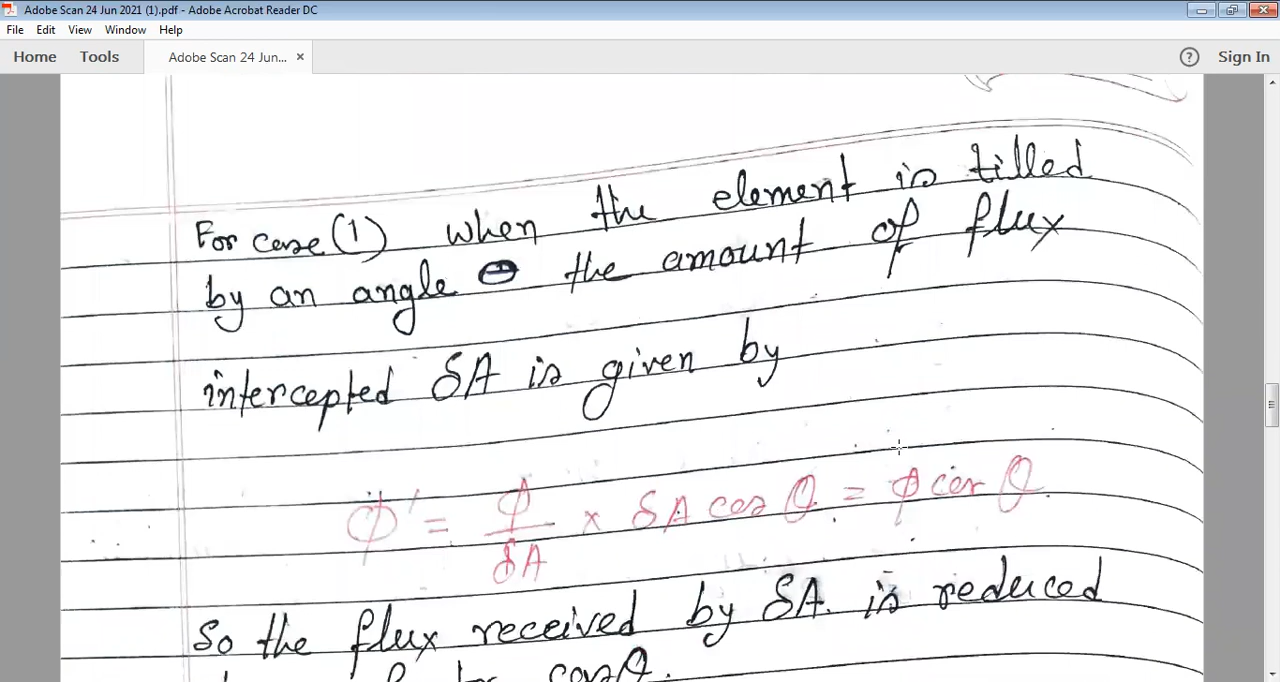 Adobe Scan 24 Jun 2021 (1).pdf - Adobe Acrobat Reader DC
File Edit View Window Help
Home Tools Adobe Scan 24 Jun... × ? Sign In
For case (1) when the element is tilled
by an angle θ the amount of flux
intercepted δA is given by
ϕ' = ϕ/δA × δA cos θ = ϕ cos θ
So the flux received by δA is reduced
cosθ.